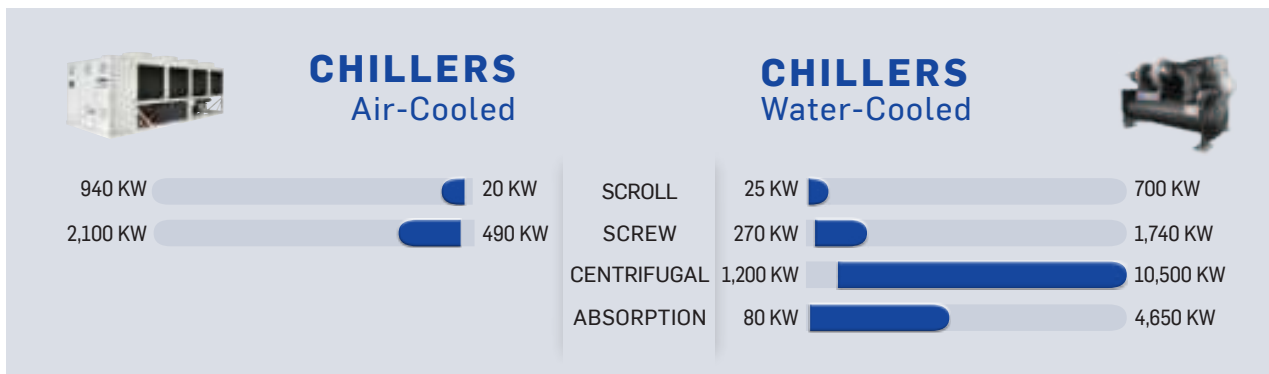 CHILLERS
Air-Cooled
CHILLERS
Water-Cooled
940 KW 20 KW SCROLL 25 KW 700 KW
2,100 KW 490 KW SCREW 270 KW 1,740 KW
CENTRIFUGAL 1,200 KW 10,500 KW
ABSORPTION 80 KW 4,650 KW